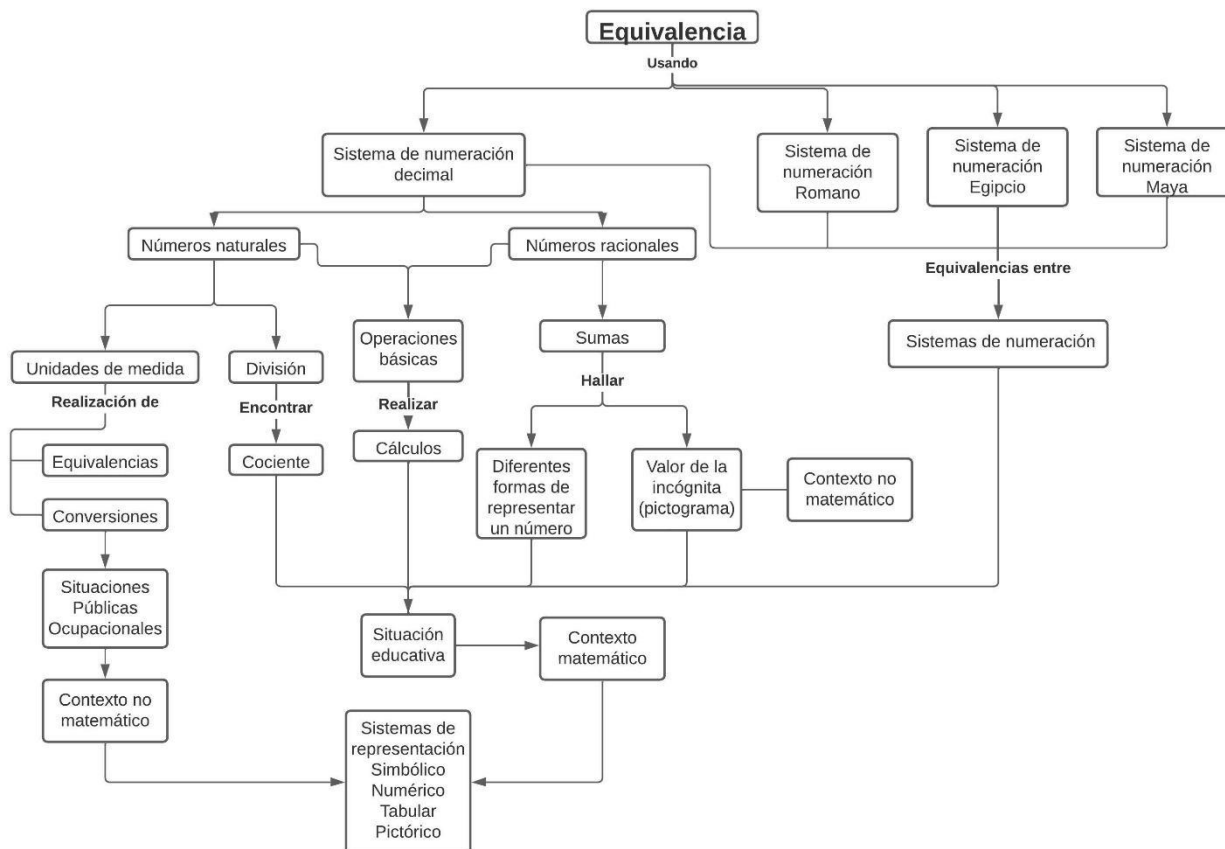 Equivalencia
Usando
Sistema de numeración
decimal
Sistema de
numeración
Romano
Sistema de
numeración
Egipcio
Sistema de
numeración
Maya
Números naturales
Números racionales
Equivalencias entre
Unidades de medida
División
Operaciones
básicas
Sumas
Sistemas de numeración
Realización de
Encontrar
Realizar
Hallar
Equivalencias
Cociente
Cálculos
Diferentes
formas de
representar
un número
Valor de la
incógnita
(pictograma)
Contexto no
matemático
Conversiones
Situaciones
Públicas
Ocupacionales
Situación
educativa
Contexto
matemático
Contexto no
matemático
Sistemas de
representación
Simbólico
Numérico
Tabular
Pictórico